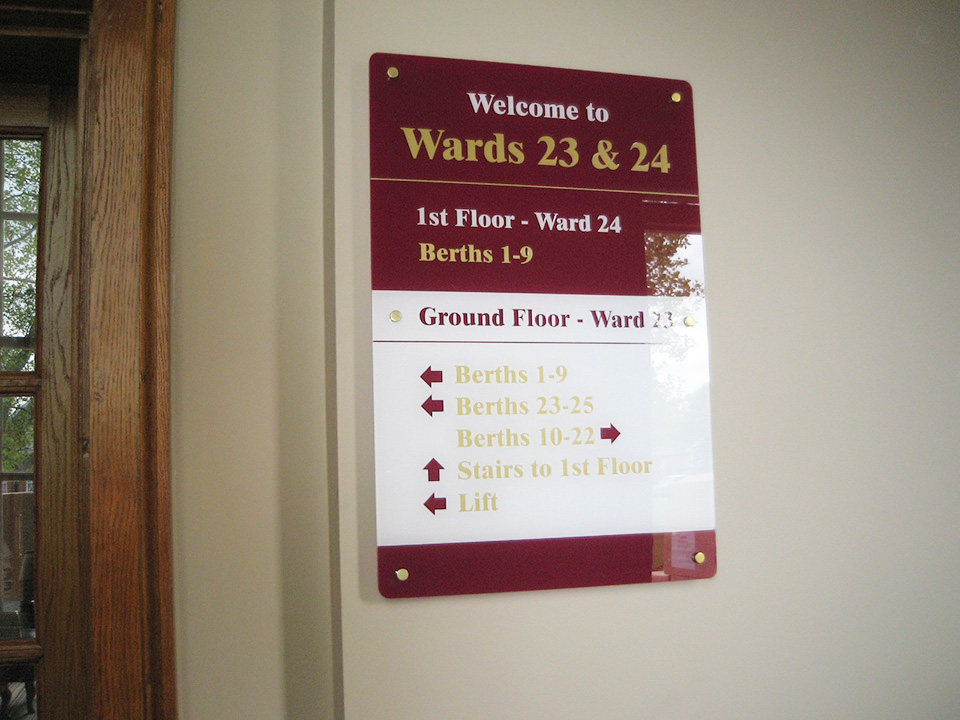 Welcome to
Wards 23 & 24
1st Floor - Ward 24
Berths 1-9
Ground Floor - Ward 23
Berths 1-9
Berths 23-25
Berths 10-22
Stairs to 1st Floor
Lift